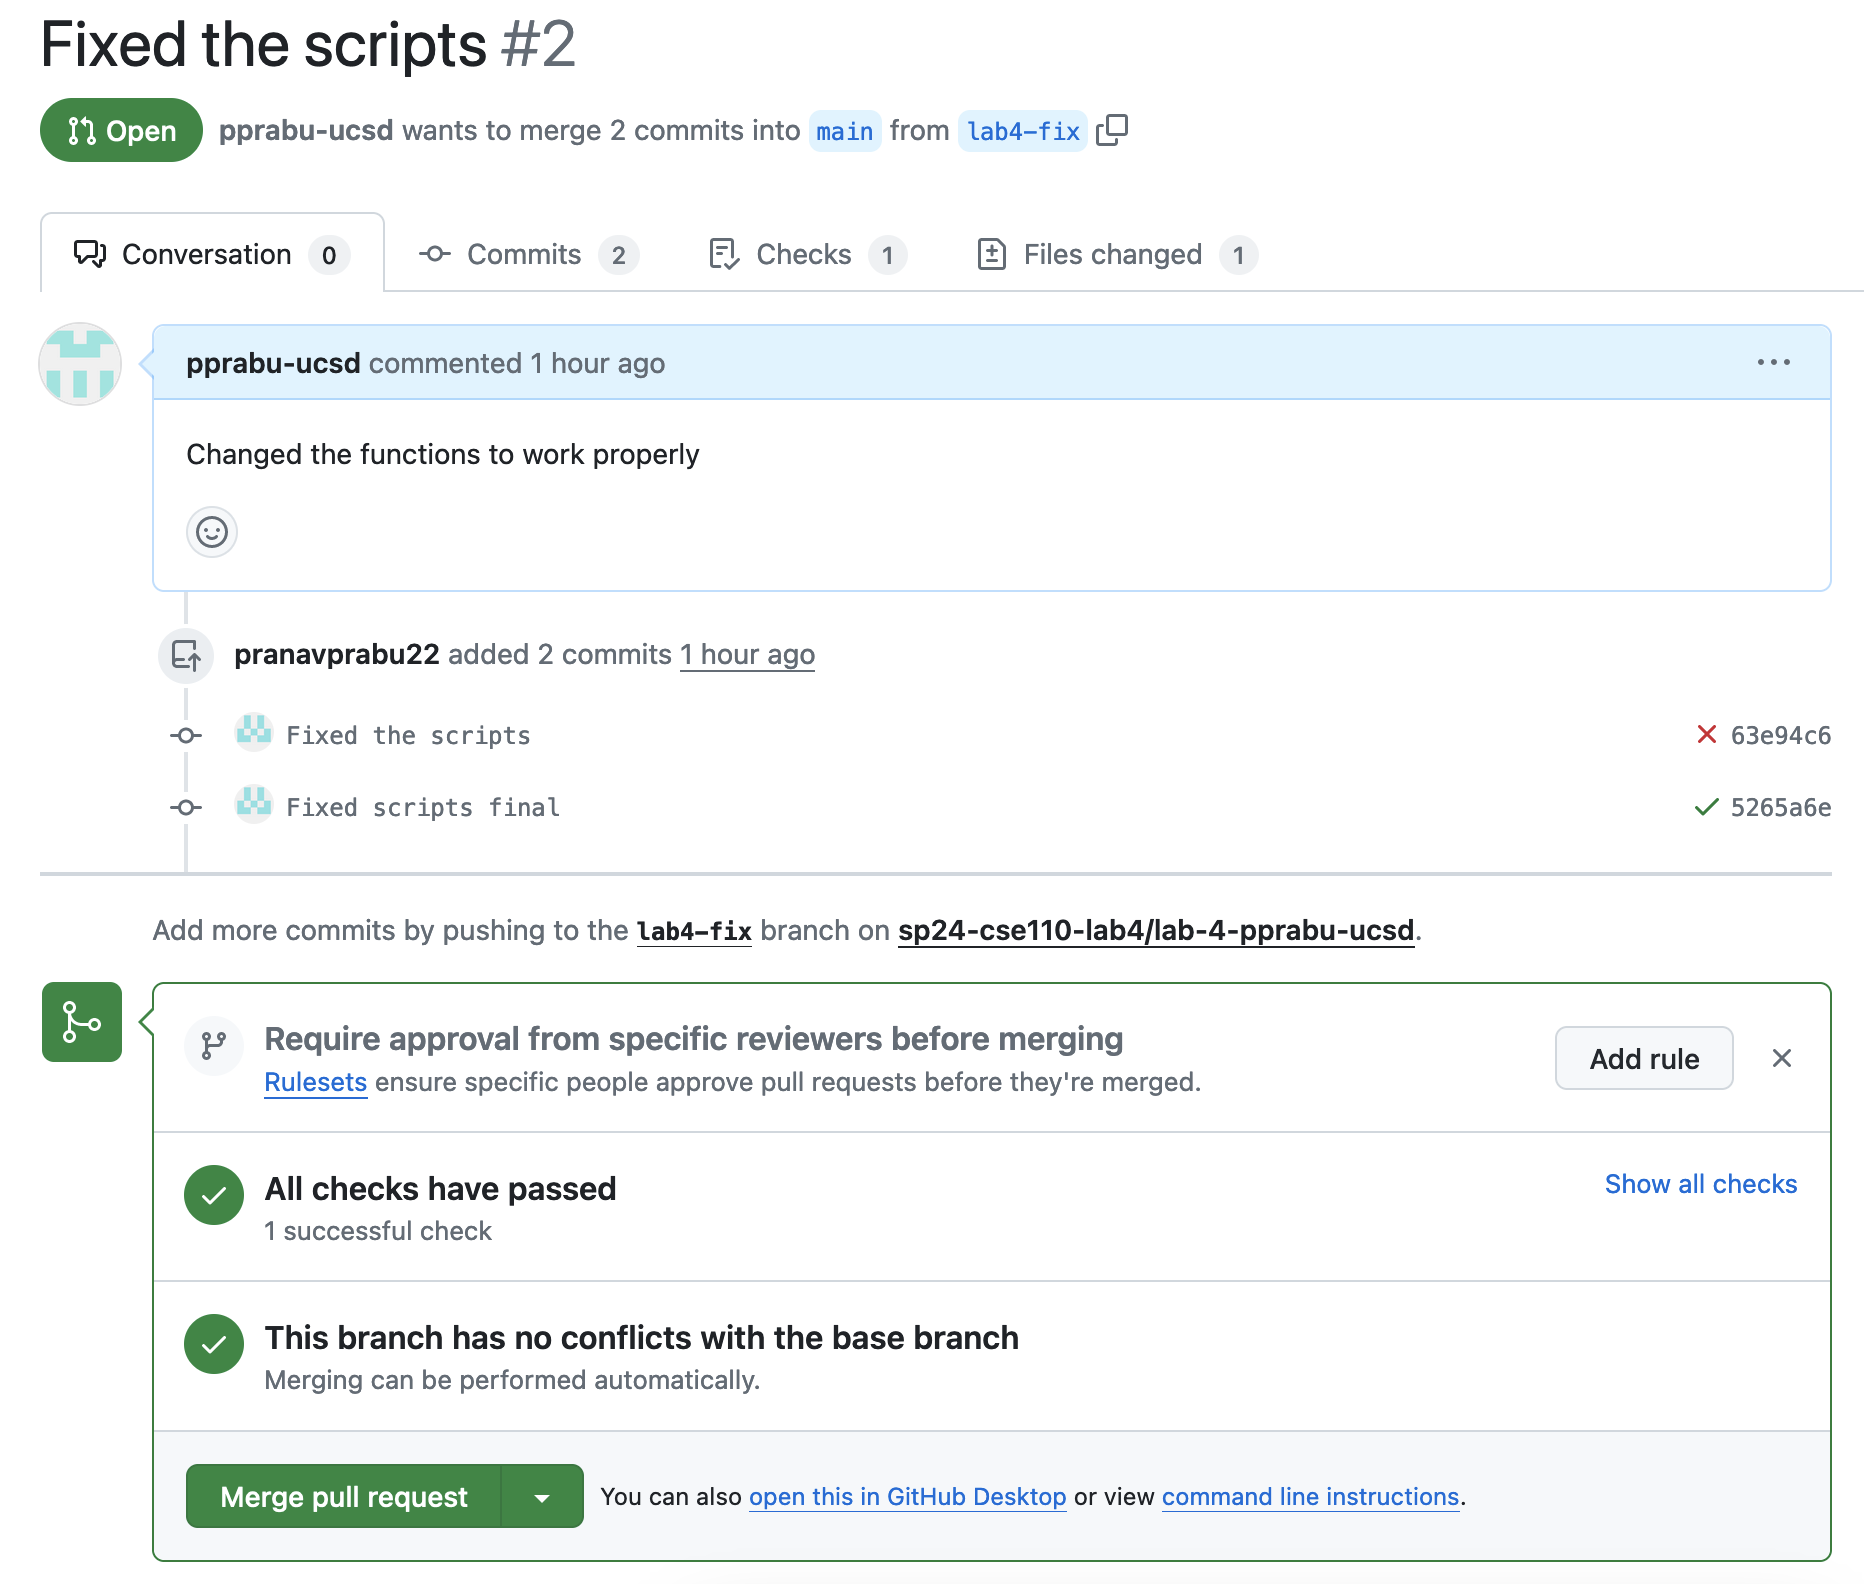 Fixed the scripts #2
Open pprabu-ucsd wants to merge 2 commits into main from lab4-fix
Conversation 0 Commits 2 Checks 1 Files changed 1
pprabu-ucsd commented 1 hour ago
Changed the functions to work properly
pranavprabu22 added 2 commits 1 hour ago
Fixed the scripts 63e94c6
Fixed scripts final 5265a6e
Add more commits by pushing to the lab4-fix branch on sp24-cse110-lab4/lab-4-pprabu-ucsd.
Require approval from specific reviewers before merging
Rulesets ensure specific people approve pull requests before they're merged.
Add rule
All checks have passed
1 successful check
Show all checks
This branch has no conflicts with the base branch
Merging can be performed automatically.
Merge pull request You can also open this in GitHub Desktop or view command line instructions.